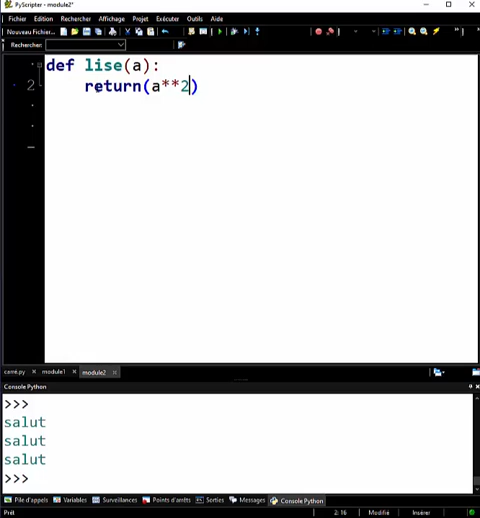 PyScripter - module2*
Fichier Edition Rechercher Affichage Projet Exécuter Outils Aide
Nouveau Fichier...
Rechercher:
def lise(a):
2 return(a**2)
carré.py module1 module2
Console Python
>>>
salut
salut
salut
>>>
Pile d'appels Variables Surveillances Points d'arrêts Sorties Messages Console Python
Prêt 2: 16 Modifié Insérer